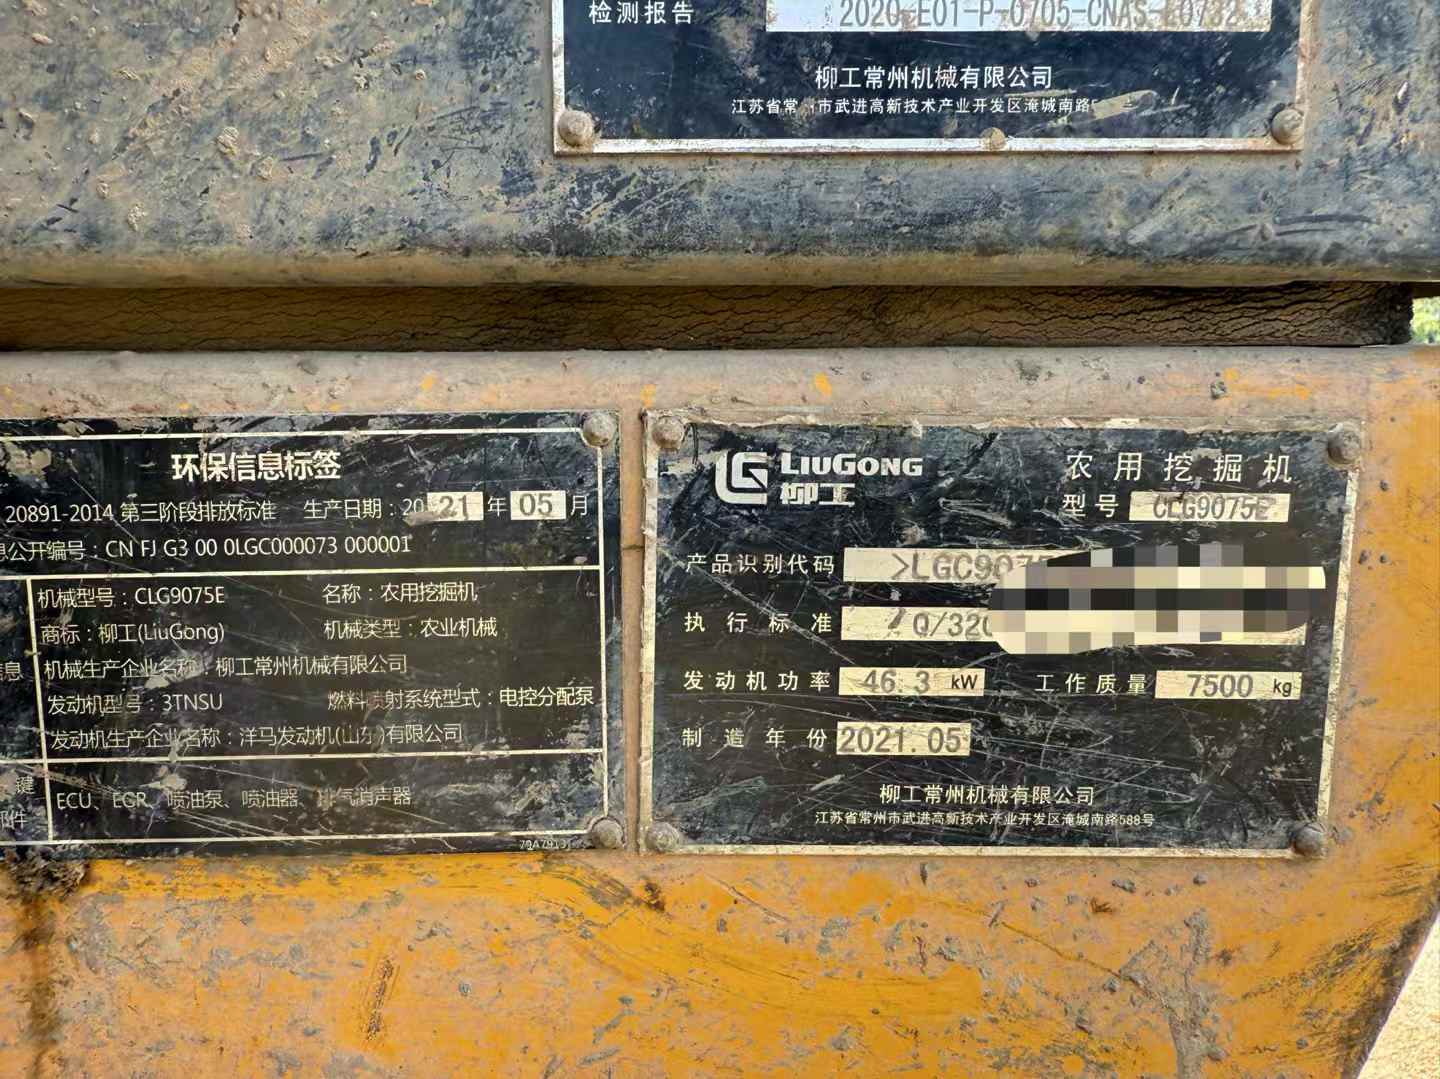 检测报告 2020-E01-P-0705-CNAS-L0732
柳工常州机械有限公司
江苏省常 市武进高新技术产业开发区淹城南路
环保信息标签
20891-2014 第三阶段排放标准 生产日期：2021年05月
公开编号：CN FJ G3 00 0LGC000073 000001
机械型号：CLG9075E 名称：农用挖掘机
商标：柳工(LiuGong) 机械类型：农业机械
息 机械生产企业名称：柳工常州机械有限公司
发动机型号：3TNSU 燃料喷射系统型式：电控分配泵
发动机生产企业名称：洋马发动机(山东)有限公司
键
部件
ECU、EGR、喷油泵、喷油器、排气消声器
LG LIUGONG
柳工
农用挖掘机
型号 CLG9075E
产品识别代码 >LGC9075
执行标准 Q/320
发动机功率 46.3 kW 工作质量 7500 kg
制造年份 2021.05
柳工常州机械有限公司
江苏省常州市武进高新技术产业开发区淹城南路588号